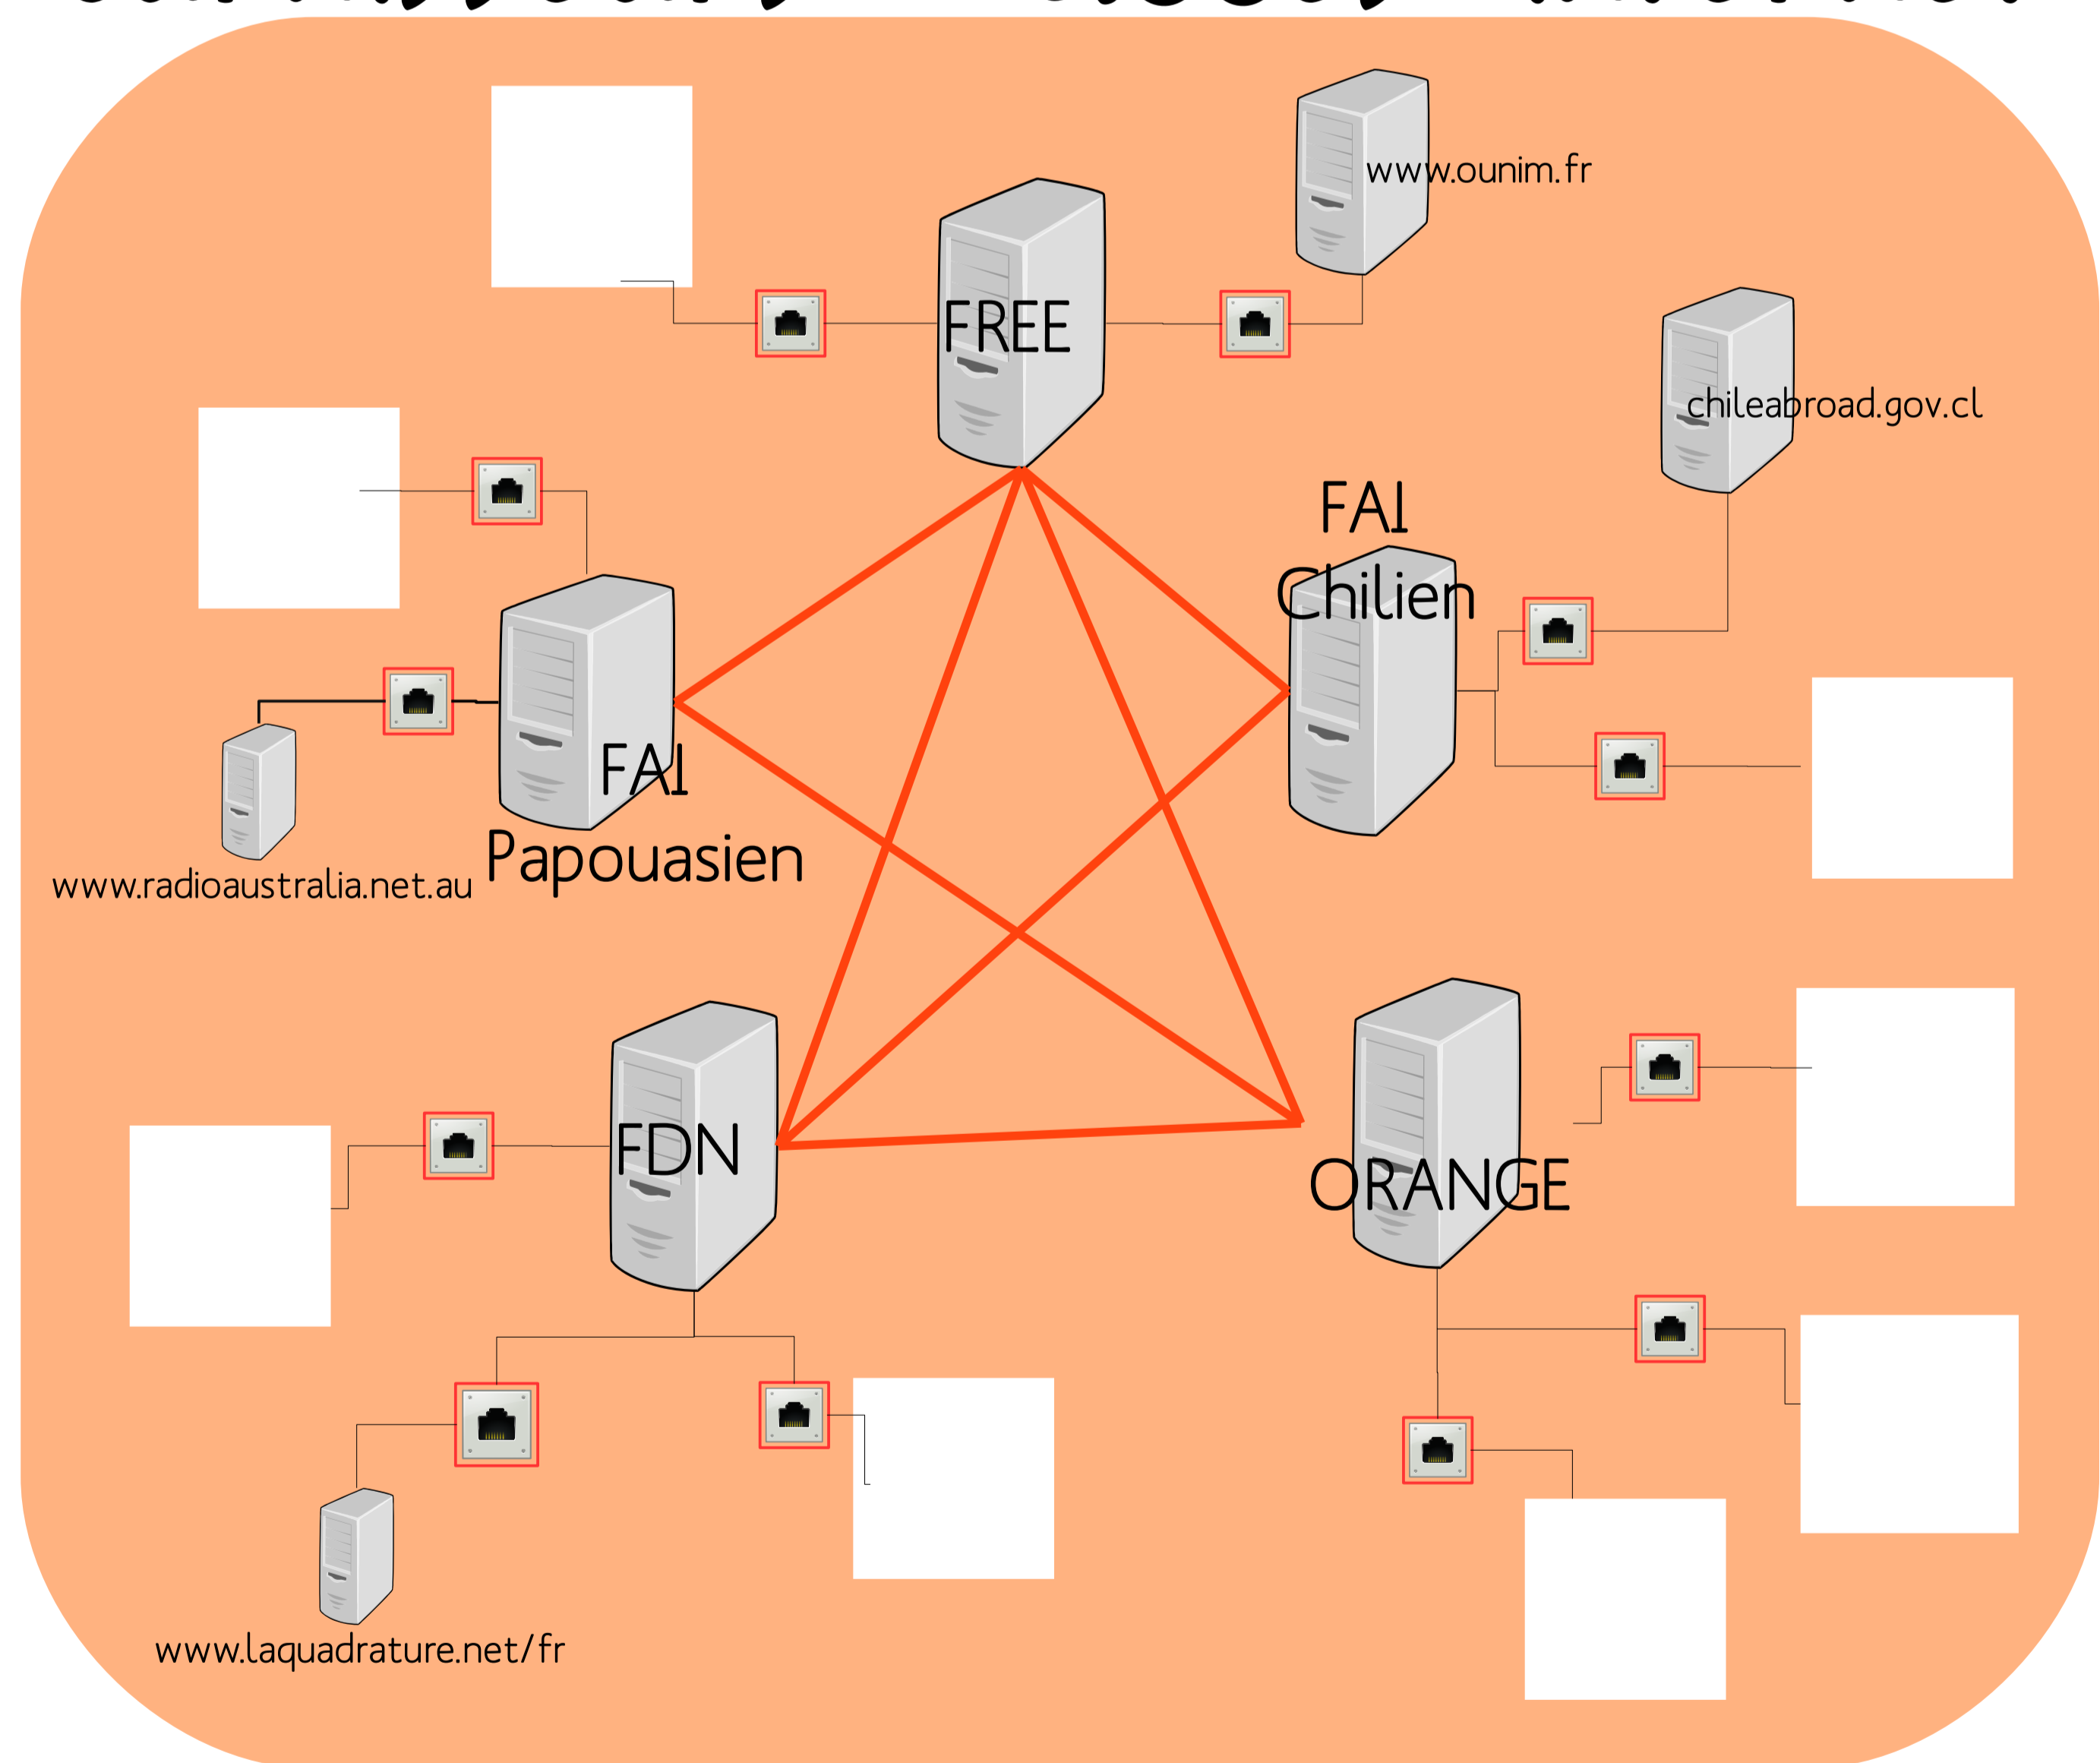 www.ounim.fr
FREE
chileabroad.gov.cl
FAI
Chilien
FAI
Papouasien
www.radioaustralia.net.au
FDN
ORANGE
www.laquadrature.net/fr